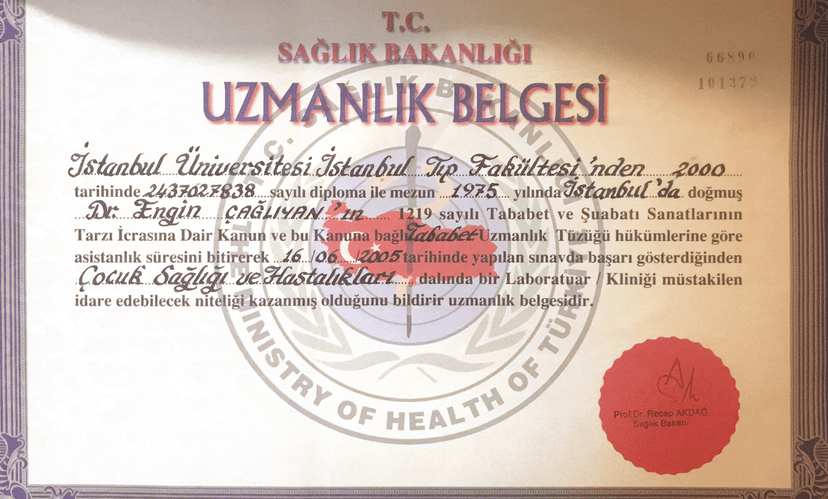 T.C.
SAĞLIK BAKANLIĞI
UZMANLIK BELGESİ
66890
İstanbul Üniversitesi İstanbul Tıp Fakültesi'nden 2000
tarihinde 2437027838 sayılı diploma ile mezun 1975 yılında İstanbul'da doğmuş
Dr. Engin ÇAĞLIYAN'ın 1219 sayılı Tababet ve Şuabatı Sanatlarının
Tarzı İcrasına Dair Kanun ve bu Kanuna bağlı Tababet Uzmanlık Tüzüğü hükümlerine göre
asistanlık süresini bitirerek 16/06/2005 tarihinde yapılan sınavda başarı gösterdiğinden
Çocuk Sağlığı ve Hastalıkları dalında bir Laboratuar / Kliniği müstakilen
idare edebilecek niteliği kazanmış olduğunu bildirir uzmanlık belgesidir.
T.C. SAĞLIK BAKANLIĞI
THE MINISTRY OF HEALTH OF TÜRKİYE
Prof.Dr. Recep AKDAĞ
Sağlık Bakanı